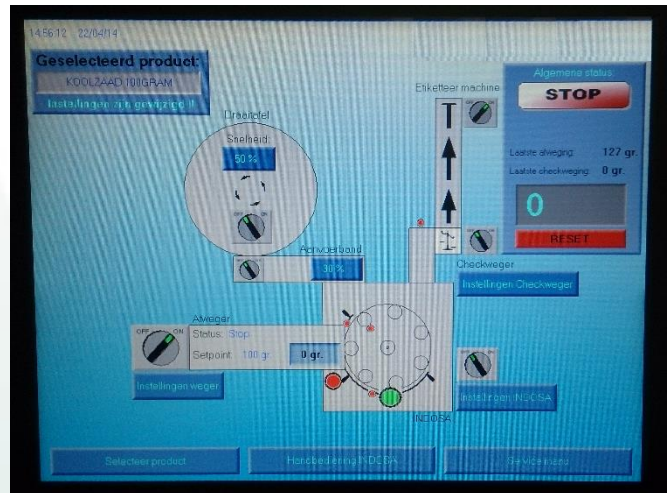 14:56:12 22/04/14
Geselecteerd product:
KOOLZAAD 100GRAM
Instellingen zijn gewijzigd !!
Draaitafel
Snelheid:
50 %
OFF ON
Etiketteer machine
Algemene status:
STOP
Laatste afweging: 127 gr.
Laatste checkweging: 0 gr.
0
RESET
Aanvoerband
30 %
Checkweger
Instellingen Checkweger
Afweger
OFF ON
Status: Stop
Setpoint: 100 gr. 0 gr.
Instellingen weger
Instellingen INDOSA
INDOSA
Selecteer product
Handbediening INDOSA
Service menu